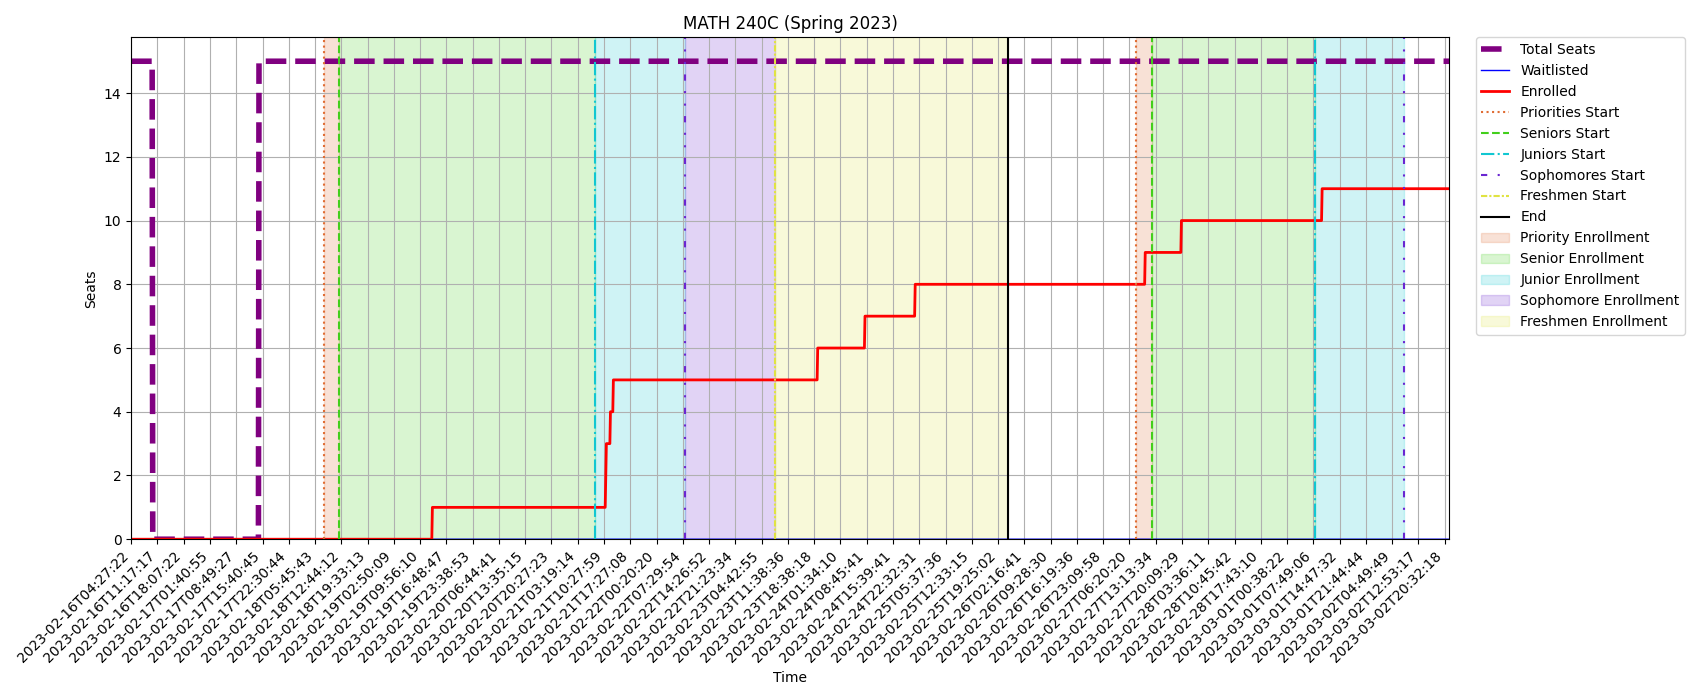 MATH 240C (Spring 2023)
Seats
14
12
10
8
6
4
2
0
2023-02-16T04:27:22
2023-02-16T11:17:17
2023-02-16T18:07:22
2023-02-17T01:40:55
2023-02-17T08:49:27
2023-02-17T15:40:45
2023-02-17T22:30:44
2023-02-18T05:45:43
2023-02-18T12:44:12
2023-02-18T19:33:13
2023-02-19T02:50:09
2023-02-19T09:56:10
2023-02-19T16:48:47
2023-02-19T23:38:53
2023-02-20T06:44:41
2023-02-20T13:35:15
2023-02-20T20:27:23
2023-02-21T03:19:14
2023-02-21T10:27:59
2023-02-21T17:27:08
2023-02-22T00:20:20
2023-02-22T07:29:54
2023-02-22T14:26:52
2023-02-22T21:23:34
2023-02-23T04:42:55
2023-02-23T11:38:36
2023-02-23T18:38:18
2023-02-24T01:34:10
2023-02-24T08:45:41
2023-02-24T15:39:41
2023-02-24T22:32:31
2023-02-25T05:37:36
2023-02-25T12:33:15
2023-02-25T19:25:02
2023-02-26T02:16:41
2023-02-26T09:28:30
2023-02-26T16:19:36
2023-02-26T23:09:58
2023-02-27T06:20:20
2023-02-27T13:13:34
2023-02-27T20:09:29
2023-02-28T03:36:11
2023-02-28T10:45:42
2023-02-28T17:43:10
2023-03-01T00:38:22
2023-03-01T07:49:06
2023-03-01T14:47:32
2023-03-01T21:44:44
2023-03-02T04:49:49
2023-03-02T12:53:17
2023-03-02T20:32:18
Time
Total Seats
Waitlisted
Enrolled
Priorities Start
Seniors Start
Juniors Start
Sophomores Start
Freshmen Start
End
Priority Enrollment
Senior Enrollment
Junior Enrollment
Sophomore Enrollment
Freshmen Enrollment